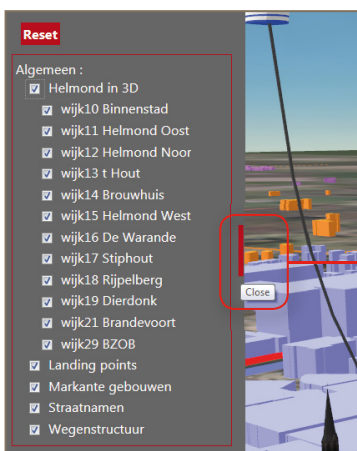 Reset
Algemeen :
Helmond in 3D
wijk10 Binnenstad
wijk11 Helmond Oost
wijk12 Helmond Noor
wijk13 t Hout
wijk14 Brouwhuis
wijk15 Helmond West
wijk16 De Warande
wijk17 Stiphout
wijk18 Rijpelberg
wijk19 Dierdonk
wijk21 Brandevoort
wijk29 BZOB
Landing points
Markante gebouwen
Straatnamen
Wegenstructuur
Close